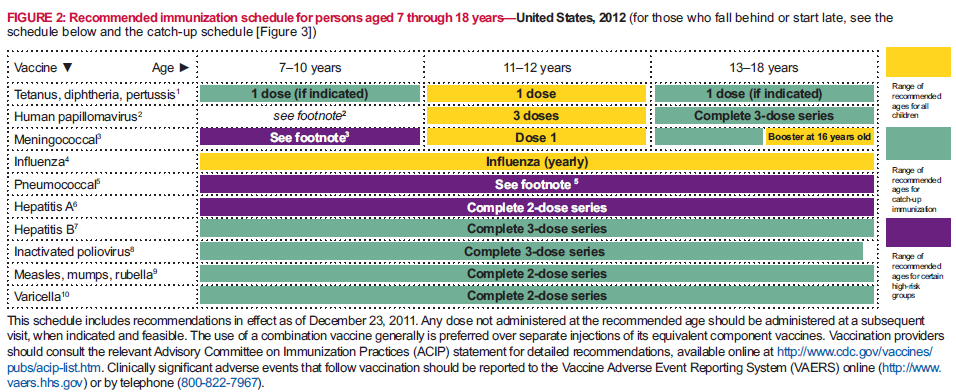 FIGURE 2: Recommended immunization schedule for persons aged 7 through 18 years—United States, 2012 (for those who fall behind or start late, see the
schedule below and the catch-up schedule [Figure 3])
Vaccine ▼ Age ► 7–10 years 11–12 years 13–18 years
Tetanus, diphtheria, pertussis¹ 1 dose (if indicated) 1 dose 1 dose (if indicated)
Human papillomavirus² see footnote² 3 doses Complete 3-dose series
Meningococcal³ See footnote³ Dose 1 Booster at 16 years old
Influenza⁴ Influenza (yearly)
Pneumococcal⁵ See footnote ⁵
Hepatitis A⁶ Complete 2-dose series
Hepatitis B⁷ Complete 3-dose series
Inactivated poliovirus⁸ Complete 3-dose series
Measles, mumps, rubella⁹ Complete 2-dose series
Varicella¹⁰ Complete 2-dose series
Range of
recommended
ages for all
children
Range of
recommended
ages for
catch-up
immunization
Range of
recommended
ages for certain
high-risk
groups
This schedule includes recommendations in effect as of December 23, 2011. Any dose not administered at the recommended age should be administered at a subsequent
visit, when indicated and feasible. The use of a combination vaccine generally is preferred over separate injections of its equivalent component vaccines. Vaccination providers
should consult the relevant Advisory Committee on Immunization Practices (ACIP) statement for detailed recommendations, available online at http://www.cdc.gov/vaccines/
pubs/acip-list.htm. Clinically significant adverse events that follow vaccination should be reported to the Vaccine Adverse Event Reporting System (VAERS) online (http://www.
vaers.hhs.gov) or by telephone (800-822-7967).